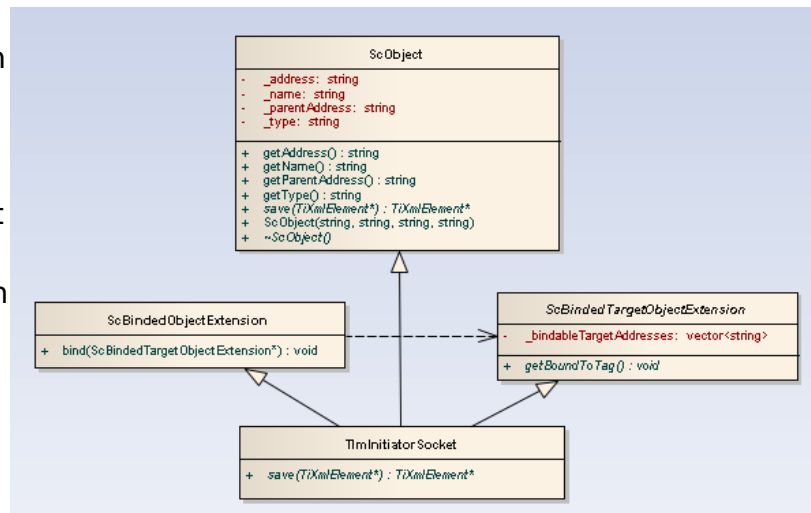 n
ScObject
- _address: string
- _name: string
- _parentAddress: string
- _type: string
+ getAddress() : string
+ getName() : string
+ getParentAddress() : string
+ getType() : string
+ save(TiXmlElement*) : TiXmlElement*
+ ScObject(string, string, string, string)
+ ~ScObject()
t
n
ScBindedObjectExtension
+ bind(ScBindedTargetObjectExtension*) : void
ScBindedTargetObjectExtension
- _bindableTargetAddresses: vector<string>
+ getBoundToTag() : void
TlmInitiatorSocket
+ save(TiXmlElement*) : TiXmlElement*